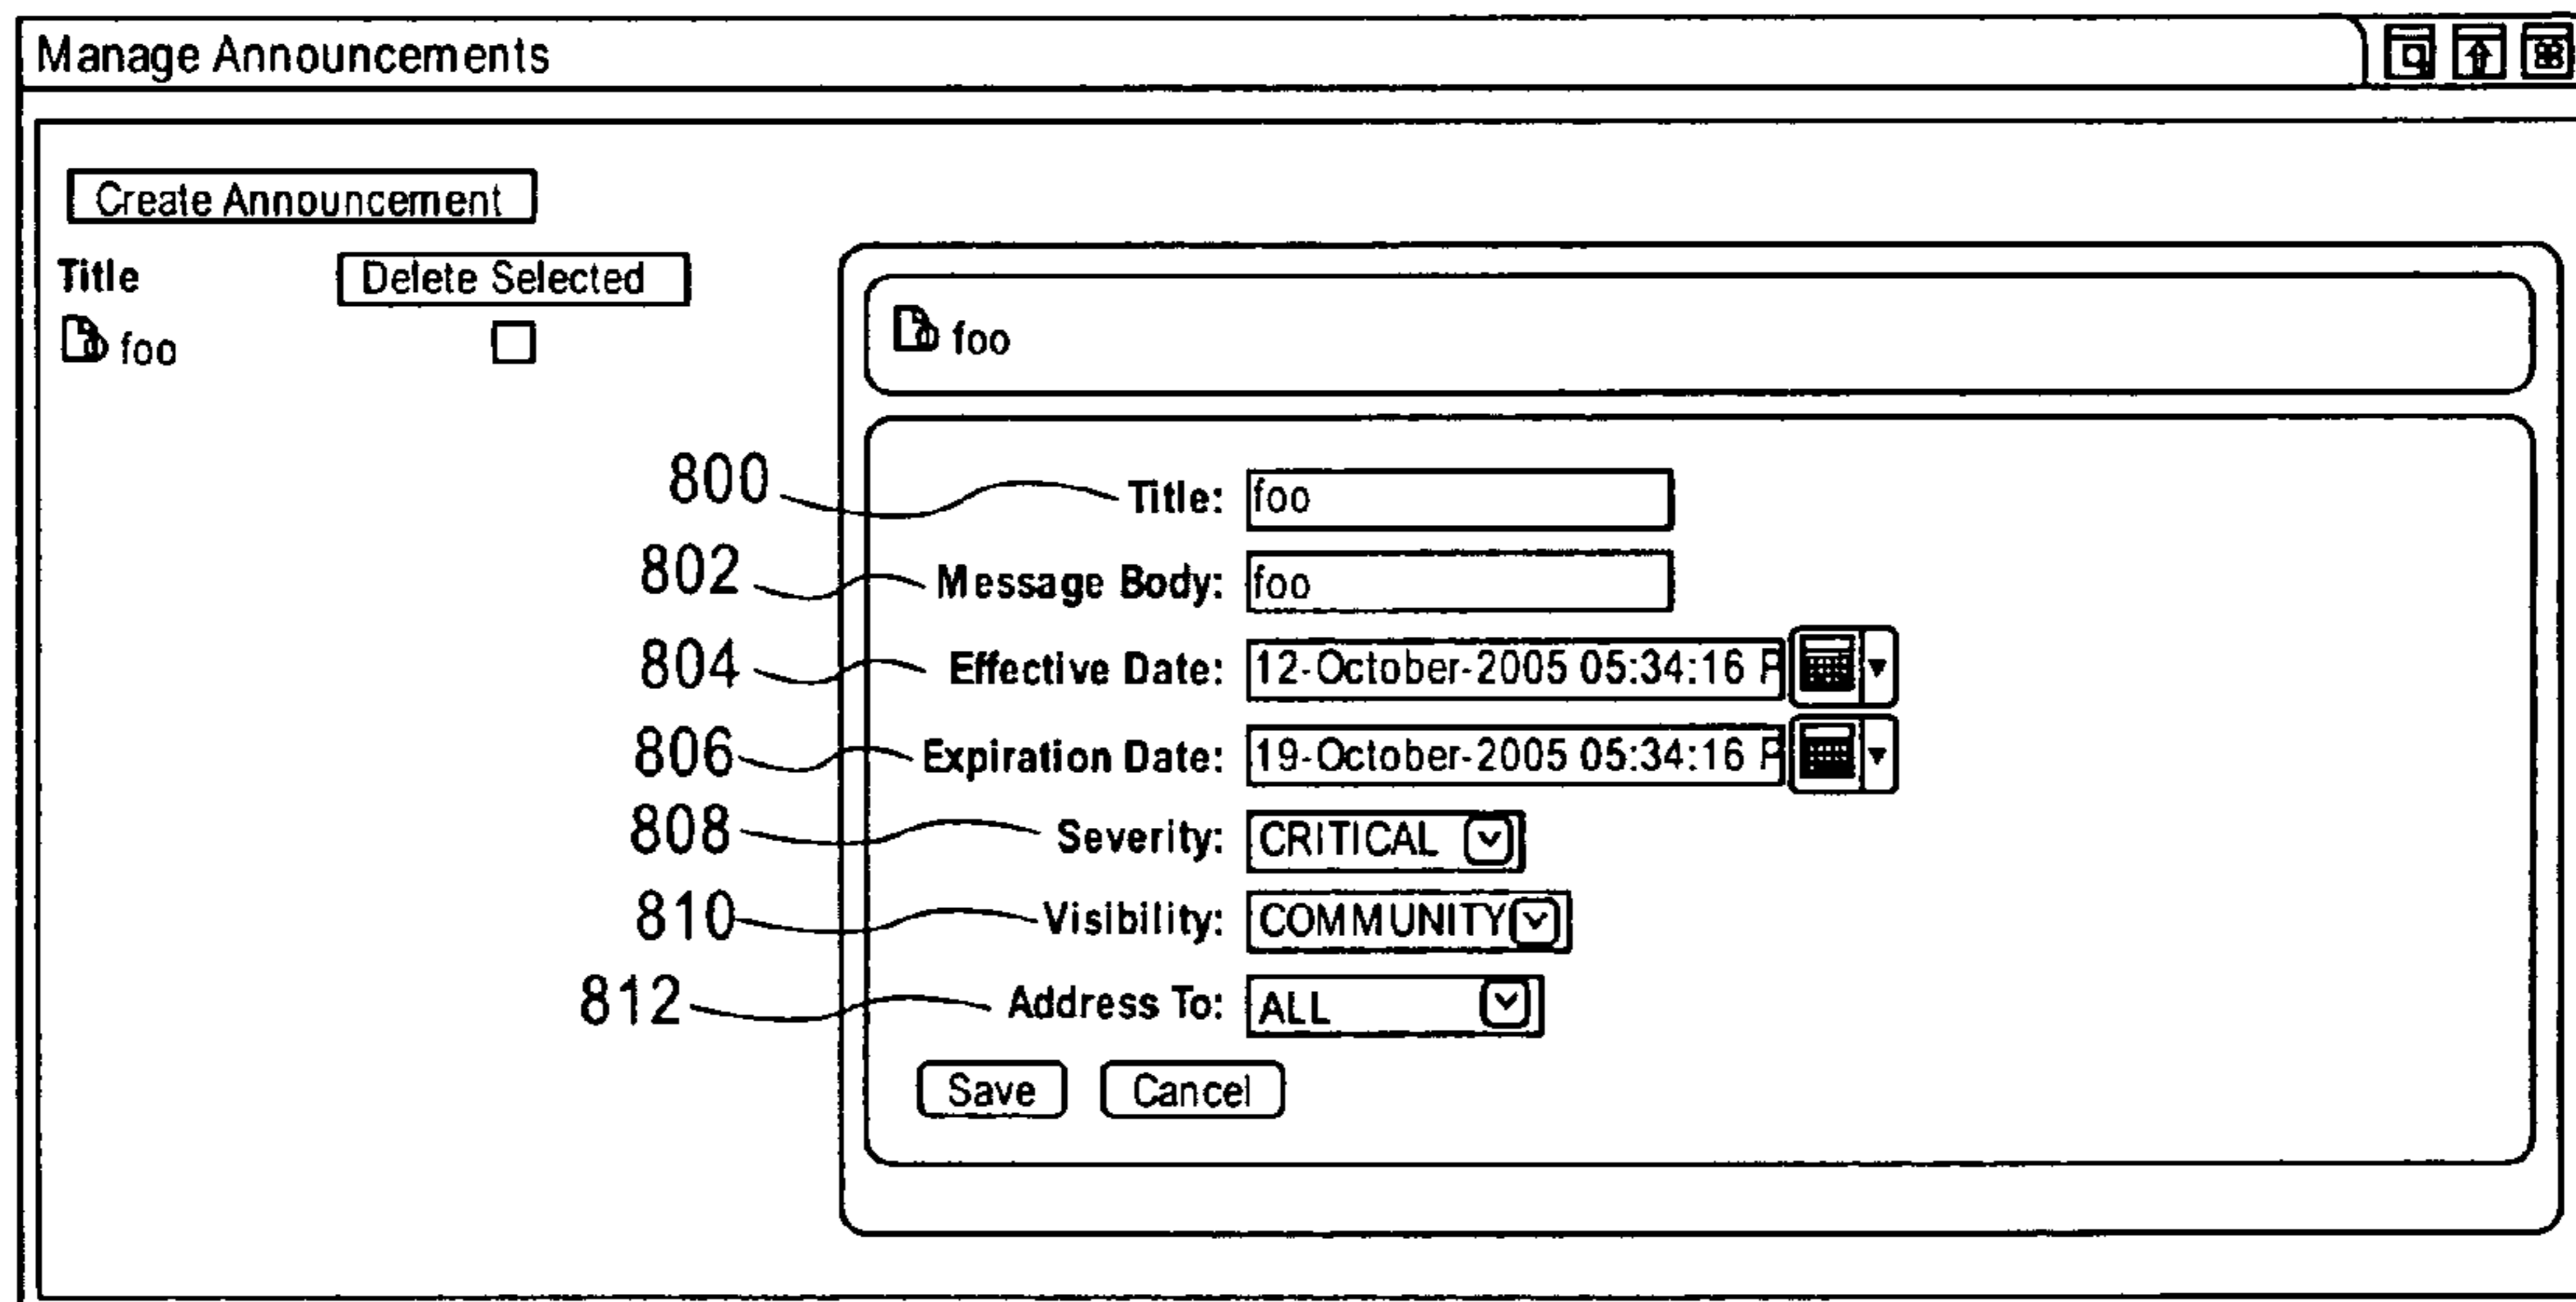 Manage Announcements
Create Announcement
Title Delete Selected
foo
foo
800 Title: foo
802 Message Body: foo
804 Effective Date: 12-October-2005 05:34:16 P
806 Expiration Date: 19-October-2005 05:34:16 P
808 Severity: CRITICAL
810 Visibility: COMMUNITY
812 Address To: ALL
Save Cancel